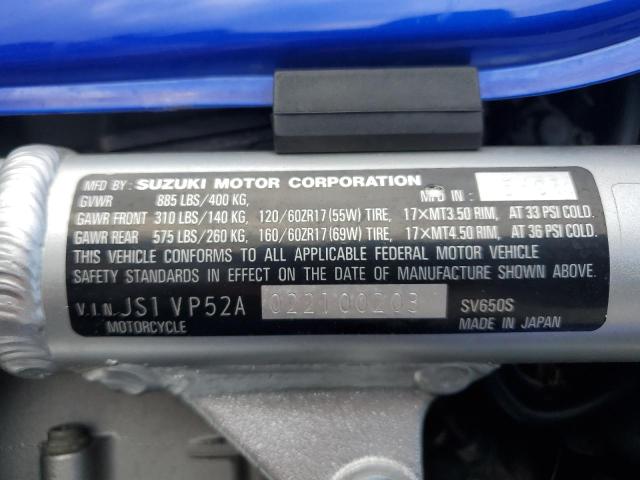 MFD BY: SUZUKI MOTOR CORPORATION MFD IN:
GVWR 885 LBS/400 KG,
GAWR FRONT 310 LBS/140 KG, 120/60ZR17(55W) TIRE, 17×MT3.50 RIM, AT 33 PSI COLD.
GAWR REAR 575 LBS/260 KG, 160/60ZR17(69W) TIRE, 17×MT4.50 RIM, AT 36 PSI COLD.
THIS VEHICLE CONFORMS TO ALL APPLICABLE FEDERAL MOTOR VEHICLE
SAFETY STANDARDS IN EFFECT ON THE DATE OF MANUFACTURE SHOWN ABOVE.
V.I.N. JS1VP52A 022100203 SV650S
MOTORCYCLE MADE IN JAPAN